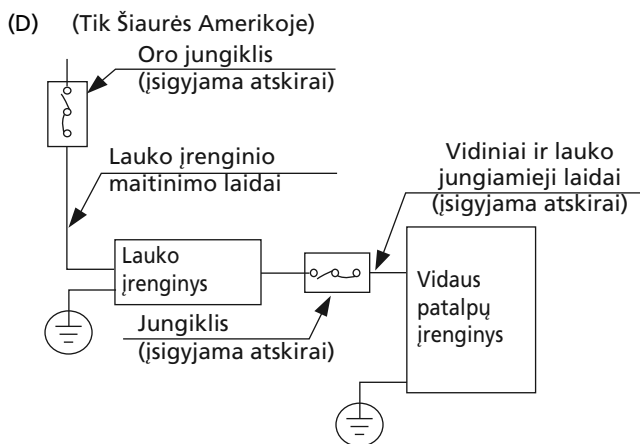 (D) (Tik Šiaurės Amerikoje)
Oro jungiklis
(įsigyjama atskirai)
Lauko įrenginio
maitinimo laidai
Vidiniai ir lauko
jungiamieji laidai
(įsigyjama atskirai)
Lauko
įrenginys
Jungiklis
(įsigyjama atskirai)
Vidaus
patalpų
įrenginys